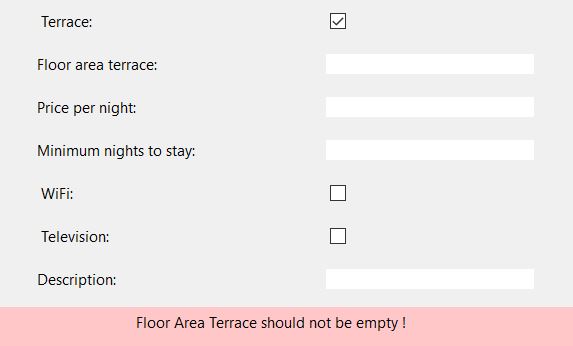 Terrace:
Floor area terrace:
Price per night:
Minimum nights to stay:
WiFi:
Television:
Description:
Floor Area Terrace should not be empty !